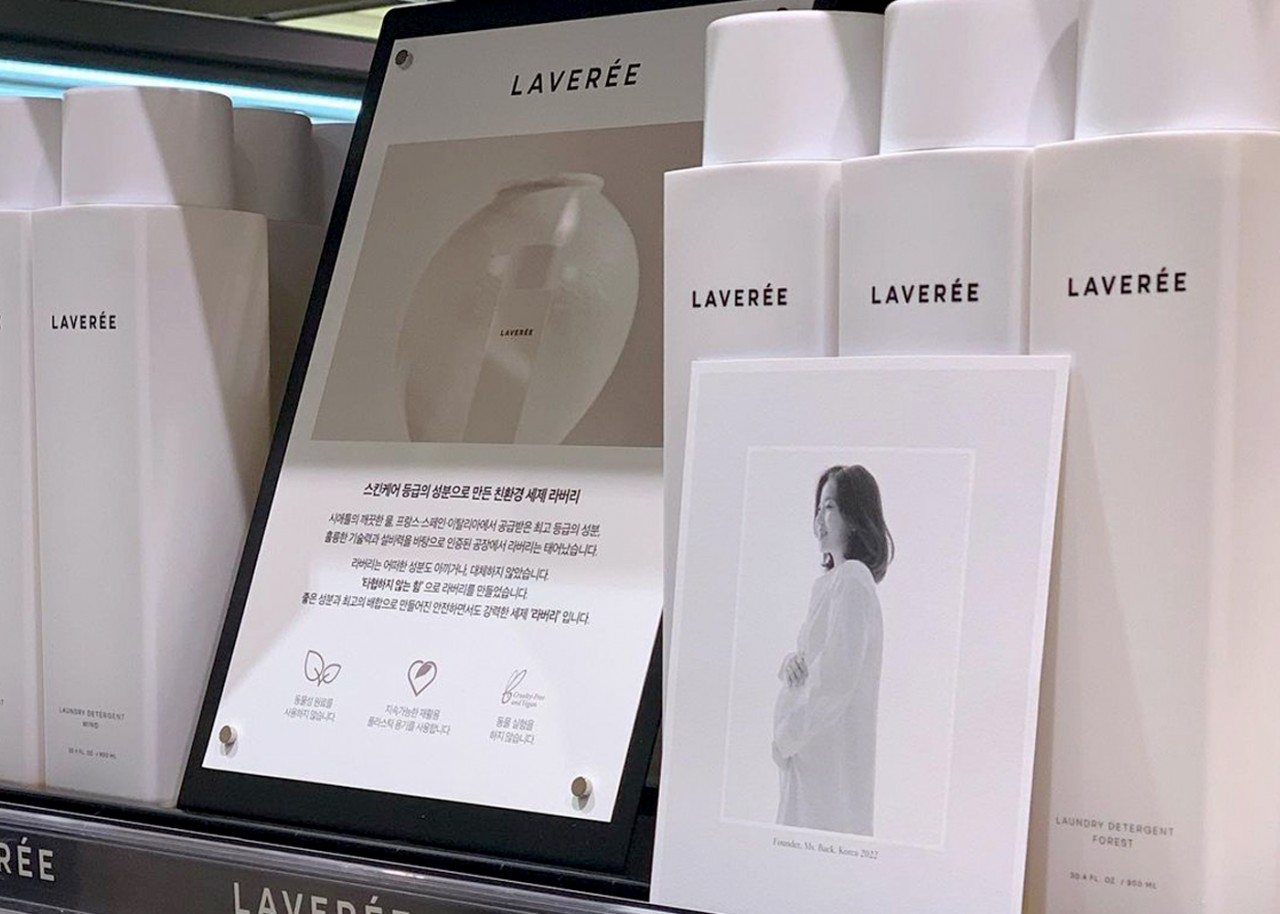 LAVERÉE
LAVERÉE
스킨케어 등급의 성분으로 만든 친환경 세제 라버리
시애틀의 깨끗한 물, 프랑스·스페인·이탈리아에서 공급받은 최고 등급의 성분,
훌륭한 기술력과 설비력을 바탕으로 인증된 공장에서 라버리는 태어났습니다.
라버리는 어떠한 성분도 아끼거나, 대체하지 않았습니다.
'타협하지 않는 힘'으로 라버리를 만들었습니다.
좋은 성분과 최고의 배합으로 만들어진 안전하면서도 강력한 세제 '라버리' 입니다.
동물성 원료를
사용하지 않습니다.
지속가능한 재활용
플라스틱 용기를 사용합니다.
Cruelty-Free
and Vegan
동물 실험을
하지 않습니다.
LAVERÉE
LAUNDRY DETERGENT
WIND
30.4 FL. OZ. / 900 ML
LAVERÉE
LAVERÉE
LAVERÉE
Founder, Ms. Baek. Korea 2022
LAUNDRY DETERGENT
FOREST
30.4 FL. OZ. / 900 ML
RÉE
LAVERÉE